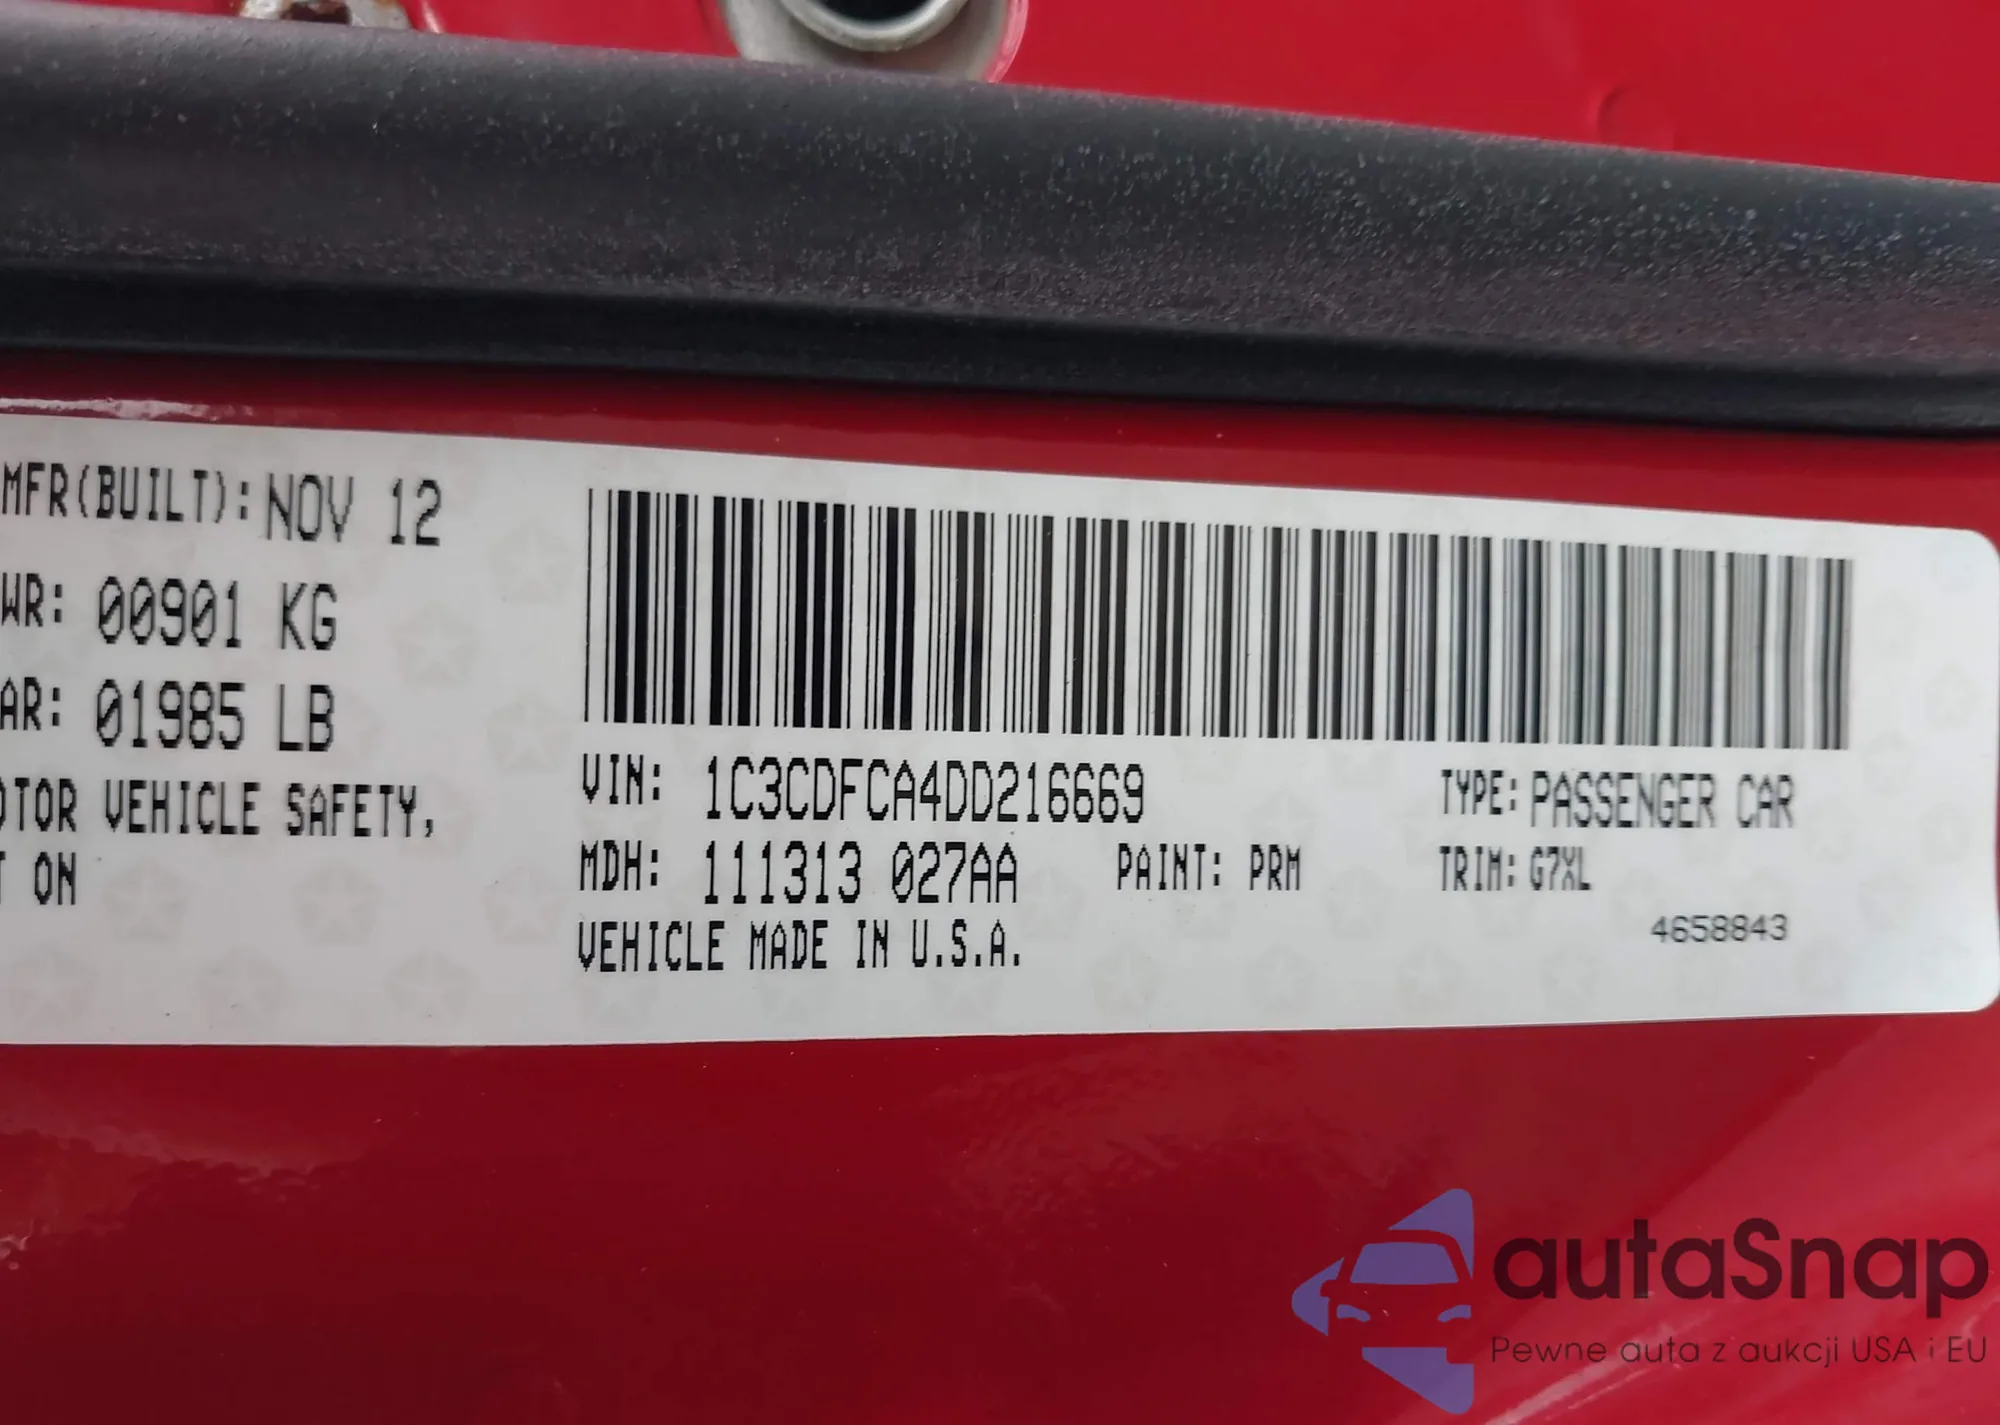 MFR(BUILT): NOV 12
WR: 00901 KG
AR: 01985 LB
OTOR VEHICLE SAFETY,
T ON
VIN: 1C3CDFCA4DD216669
TYPE: PASSENGER CAR
MDH: 111313 027AA
PAINT: PRM
TRIM: G7XL
VEHICLE MADE IN U.S.A.
4658843
autaSnap
Pewne auta z aukcji USA i EU